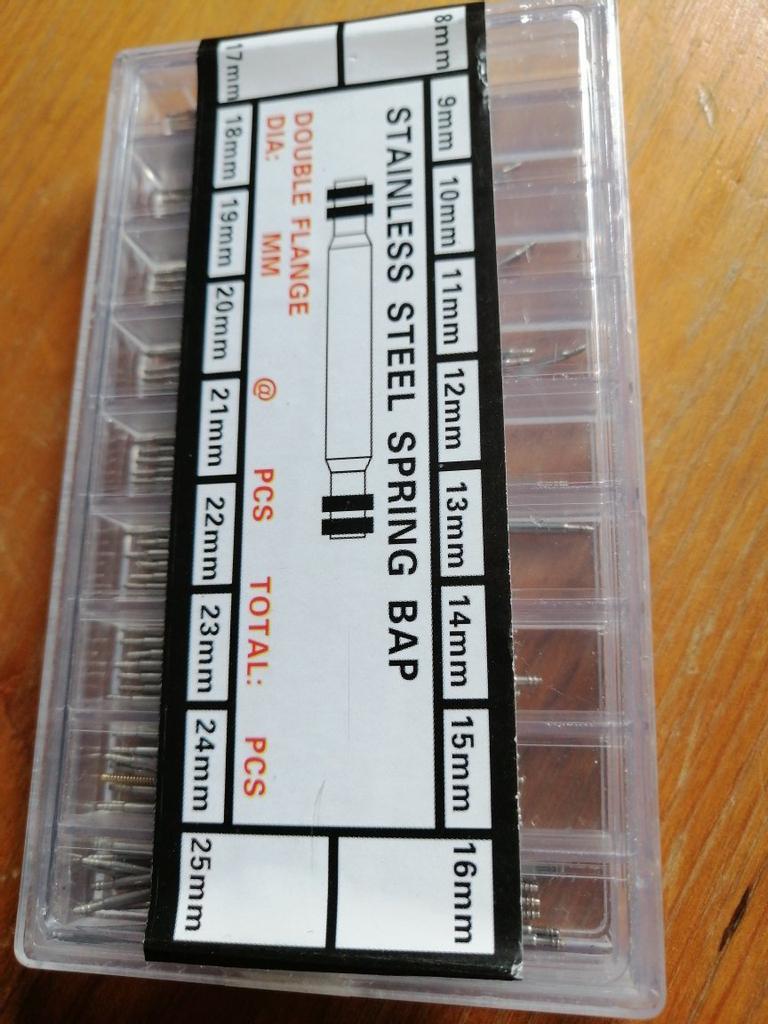 8mm 9mm 10mm 11mm 12mm 13mm 14mm 15mm 16mm
STAINLESS STEEL SPRING BAP
DOUBLE FLANGE
DIA: MM @ PCS TOTAL: PCS
17mm 18mm 19mm 20mm 21mm 22mm 23mm 24mm 25mm